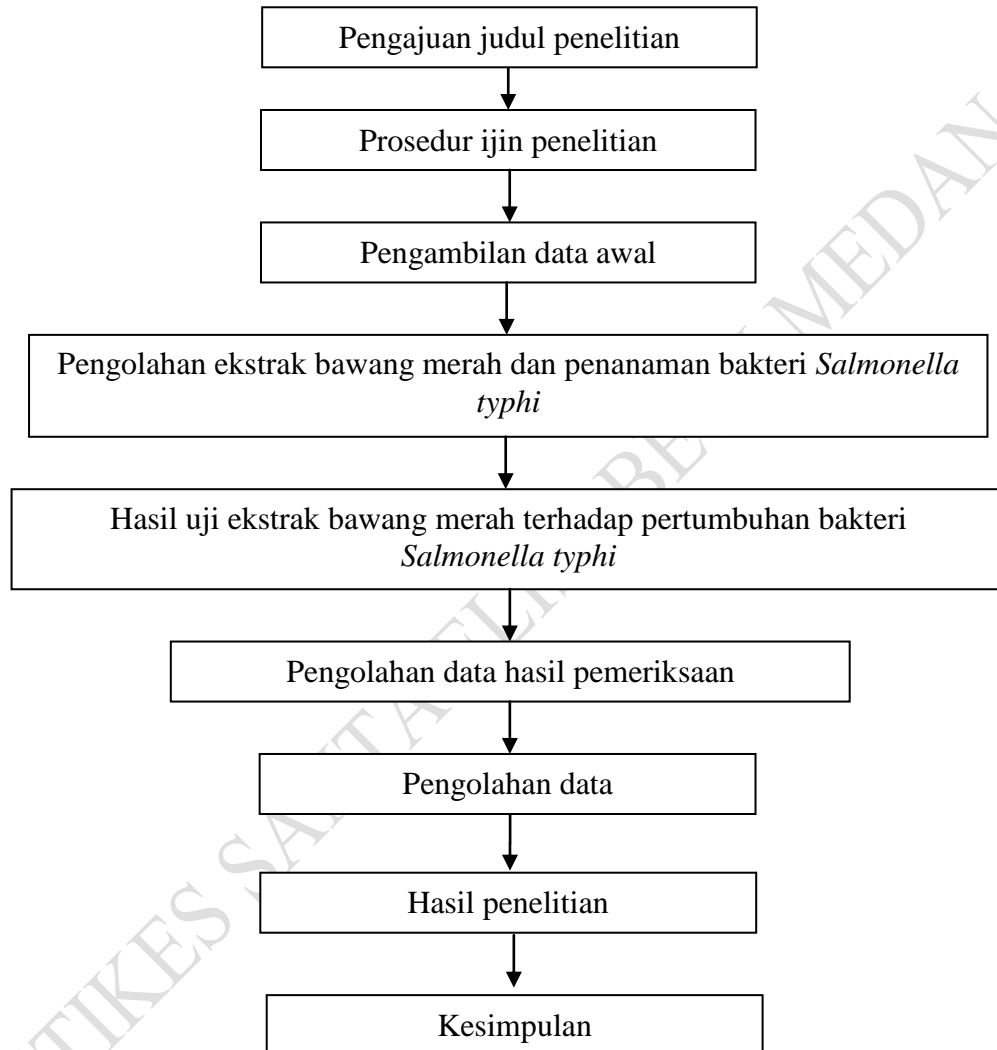 Pengajuan judul penelitian
Prosedur ijin penelitian
Pengambilan data awal
Pengolahan ekstrak bawang merah dan penanaman bakteri Salmonella
typhi
Hasil uji ekstrak bawang merah terhadap pertumbuhan bakteri
Salmonella typhi
Pengolahan data hasil pemeriksaan
Pengolahan data
Hasil penelitian
Kesimpulan
MEDAN